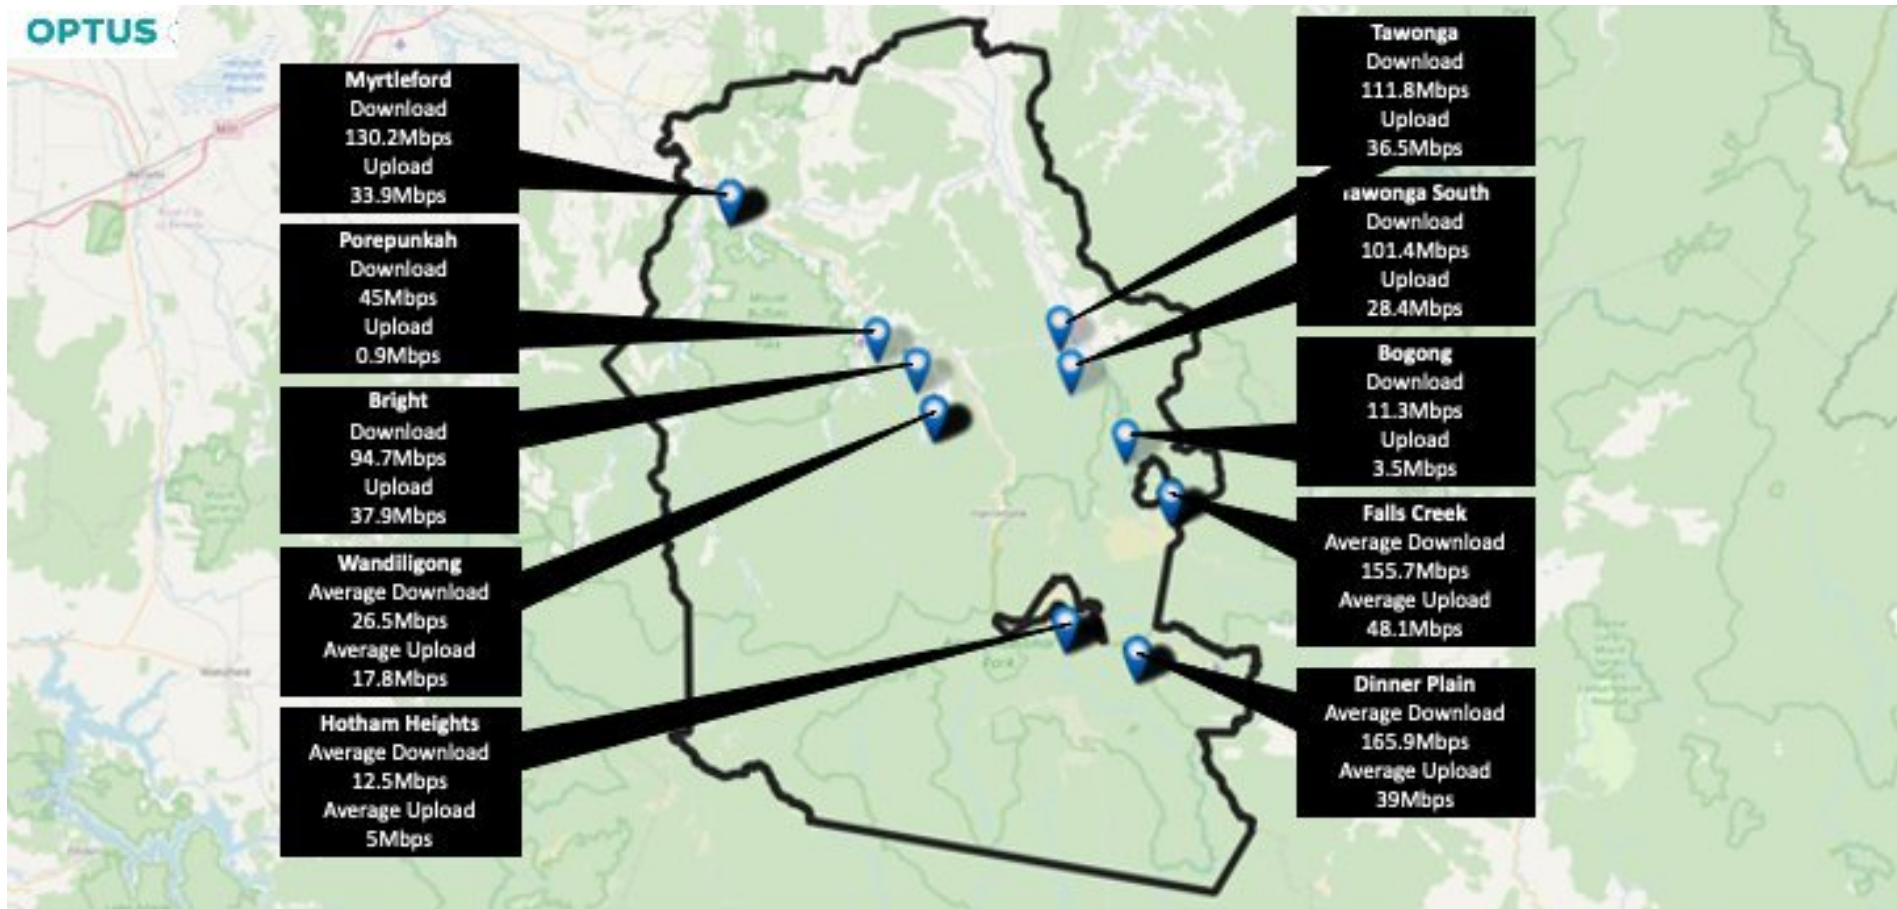 OPTUS
Myrtleford
Download
130.2Mbps
Upload
33.9Mbps
Porepunkah
Download
45Mbps
Upload
0.9Mbps
Bright
Download
94.7Mbps
Upload
37.9Mbps
Wandiligong
Average Download
26.5Mbps
Average Upload
17.8Mbps
Hotham Heights
Average Download
12.5Mbps
Average Upload
5Mbps
Tawonga
Download
111.8Mbps
Upload
36.5Mbps
Tawonga South
Download
101.4Mbps
Upload
28.4Mbps
Bogong
Download
11.3Mbps
Upload
3.5Mbps
Falls Creek
Average Download
155.7Mbps
Average Upload
48.1Mbps
Dinner Plain
Average Download
165.9Mbps
Average Upload
39Mbps
Park